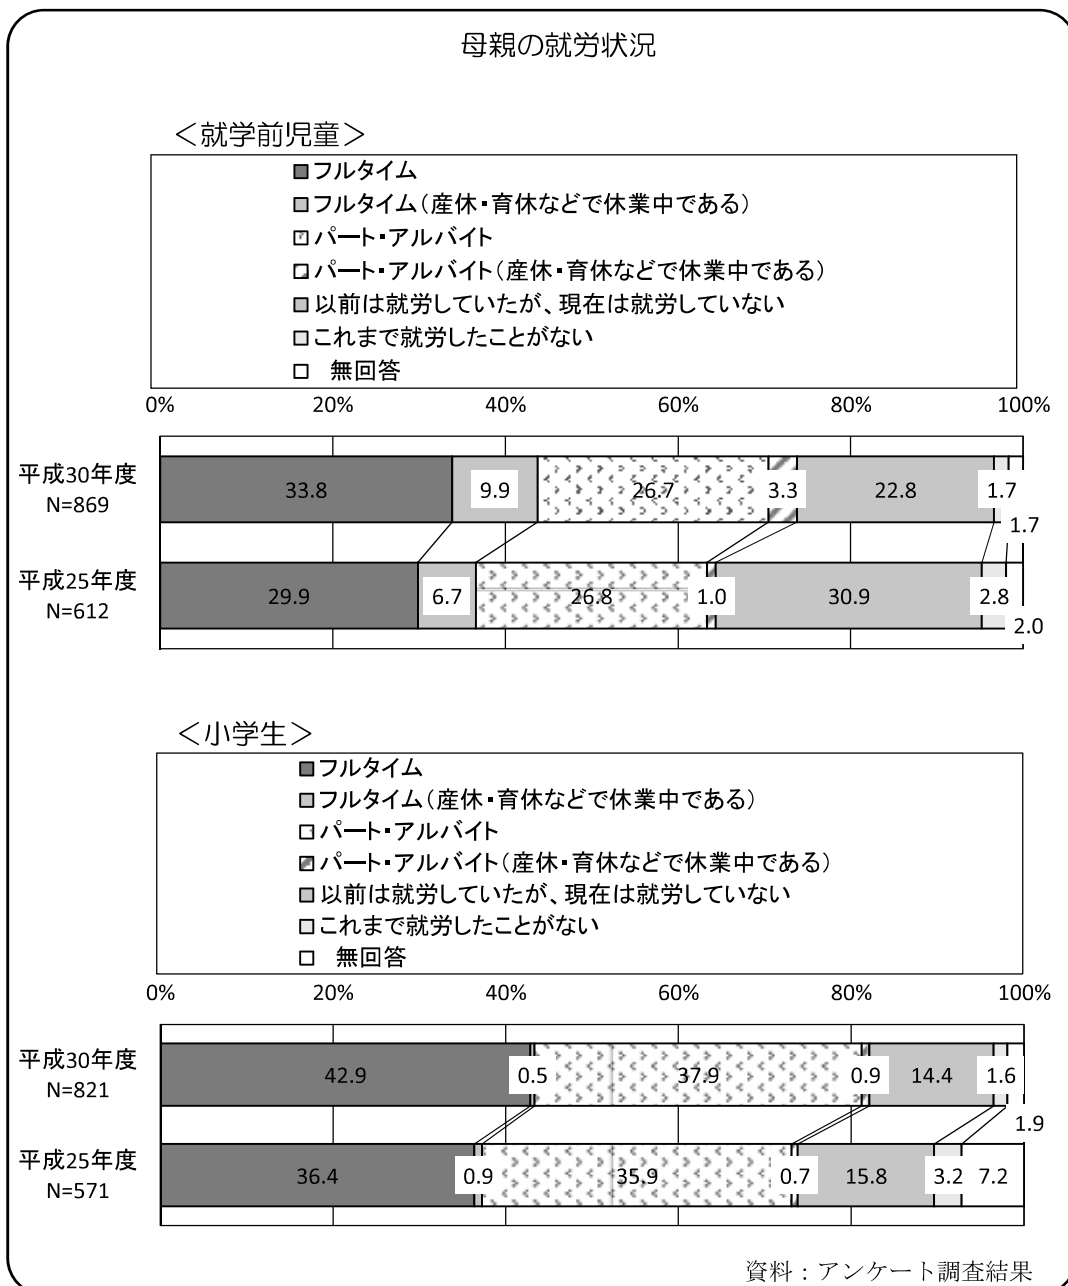 母親の就労状況
＜就学前児童＞
フルタイム
フルタイム（産休・育休などで休業中である）
パート・アルバイト
パート・アルバイト（産休・育休などで休業中である）
以前は就労していたが、現在は就労していない
これまで就労したことがない
無回答
0% 20% 40% 60% 80% 100%
平成30年度
N=869
33.8 9.9 26.7 3.3 22.8 1.7 1.7
平成25年度
N=612
29.9 6.7 26.8 1.0 30.9 2.8 2.0
＜小学生＞
フルタイム
フルタイム（産休・育休などで休業中である）
パート・アルバイト
パート・アルバイト（産休・育休などで休業中である）
以前は就労していたが、現在は就労していない
これまで就労したことがない
無回答
0% 20% 40% 60% 80% 100%
平成30年度
N=821
42.9 0.5 37.9 0.9 14.4 1.6 1.9
平成25年度
N=571
36.4 0.9 35.9 0.7 15.8 3.2 7.2
資料：アンケート調査結果